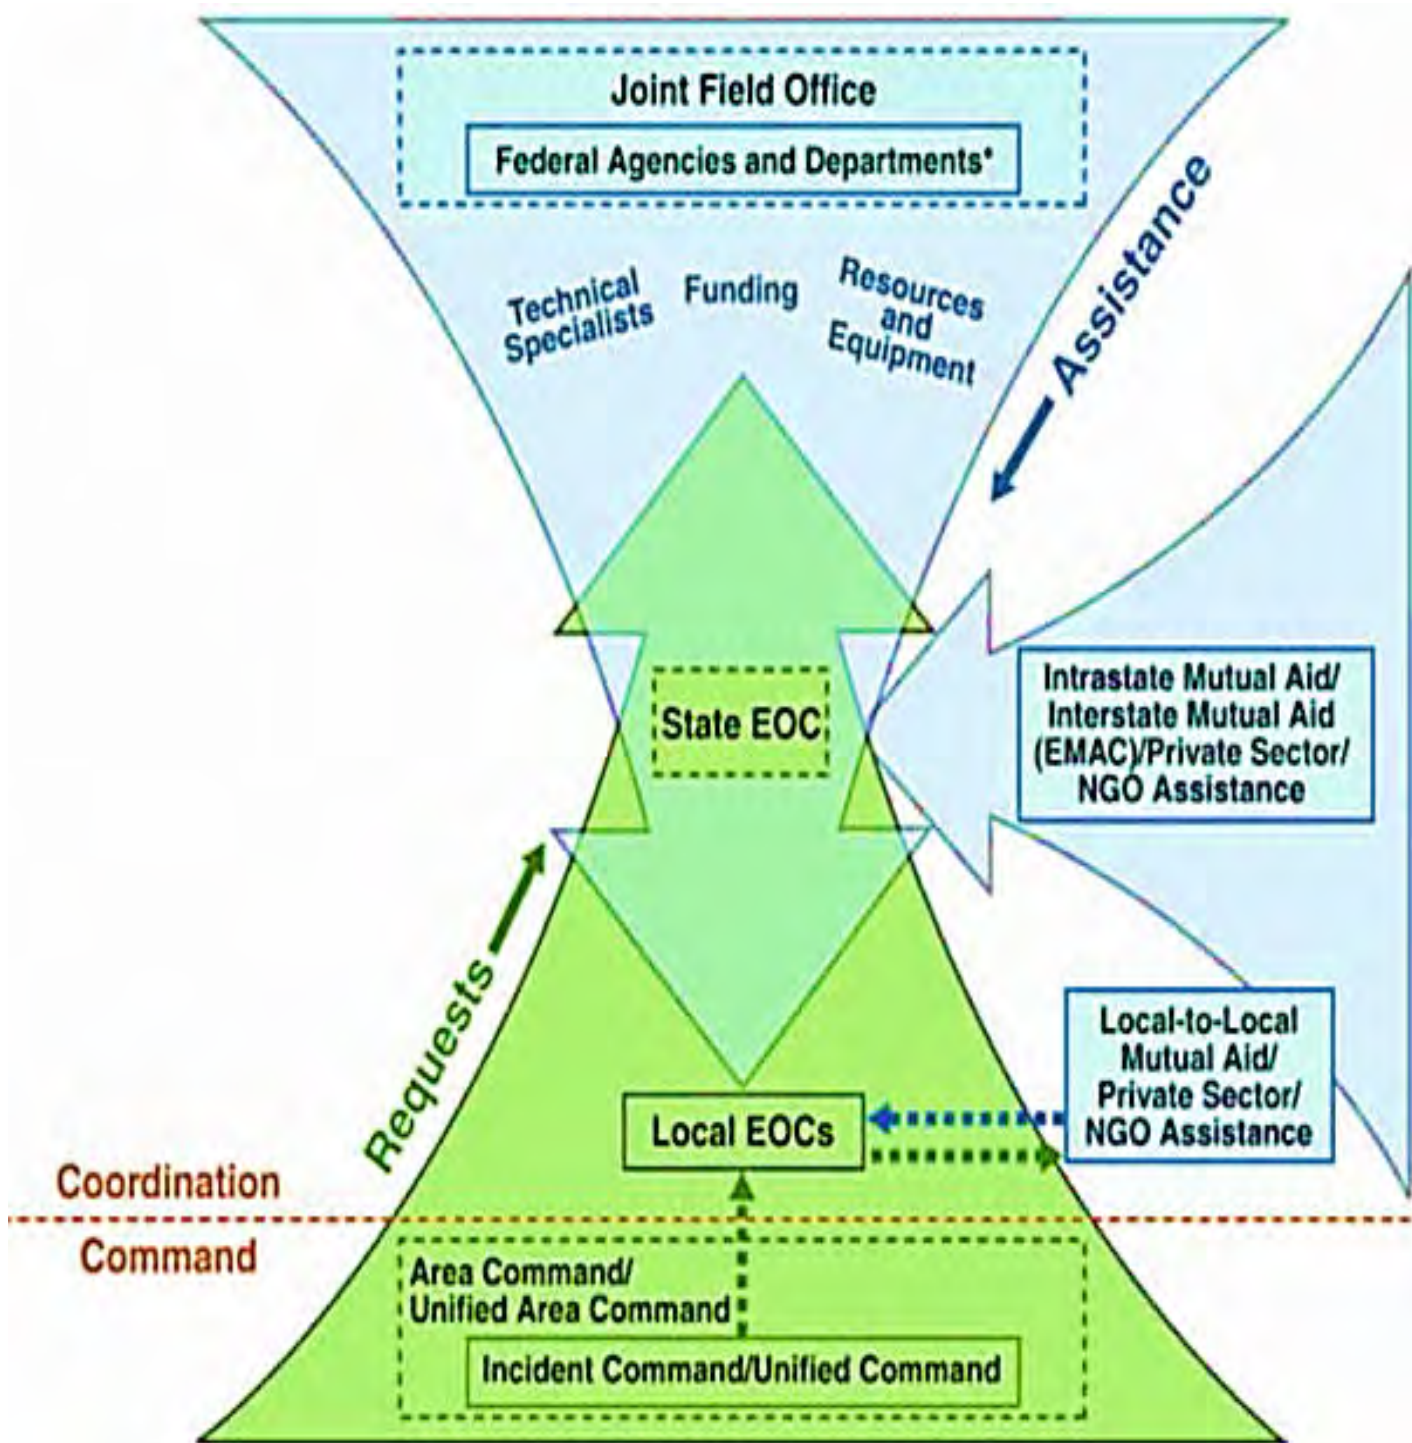 Joint Field Office
Federal Agencies and Departments*
Technical
Specialists
Funding
Resources
and
Equipment
Assistance
State EOC
Intrastate Mutual Aid/
Interstate Mutual Aid
(EMAC)/Private Sector/
NGO Assistance
Requests
Local-to-Local
Mutual Aid/
Private Sector/
NGO Assistance
Local EOCs
Coordination
Command
Area Command/
Unified Area Command
Incident Command/Unified Command